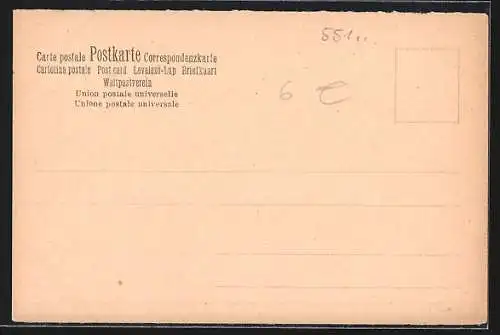 551
Carte postale Postkarte Correspondenzkarte
Cartolina postale Post card Levelezö-Lap Briefkaart
Weltpostverein
Union postale universelle
Unione postale universale
6 €